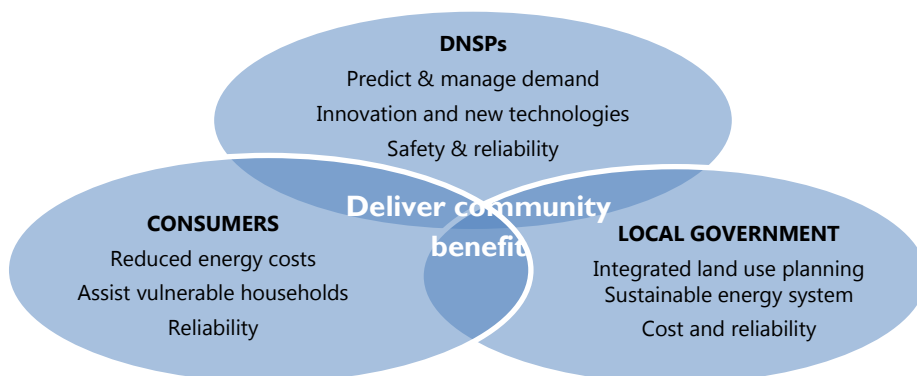 DNSPs
Predict & manage demand
Innovation and new technologies
Safety & reliability
Deliver community
benefit
CONSUMERS
Reduced energy costs
Assist vulnerable households
Reliability
LOCAL GOVERNMENT
Integrated land use planning
Sustainable energy system
Cost and reliability